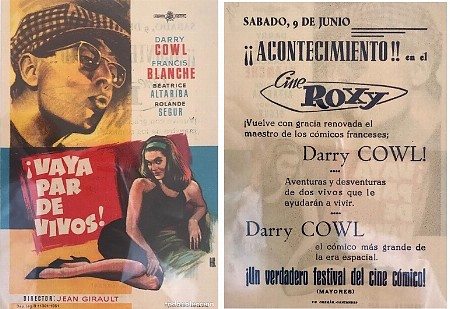 DARRY
COWL
FRANCIS
BLANCHE
BEATRICE
ALTARIBA
ROLANDE
SEGUR
¡VAYA
PAR
DE
VIVOS!
DIRECTOR: JEAN GIRAULT
SABADO, 9 DE JUNIO
¡¡ACONTECIMIENTO!! en el
Cine
ROXY
¡Vuelve con gracia renovada el
maestro de los cómicos franceses;
Darry COWL!
Aventuras y desventuras
de dos vivos que le
ayudarán a vivir.
Darry COWL
el cómico más grande de
la era espacial.
¡Un verdadero festival del cine cómico!
(MAYORES)